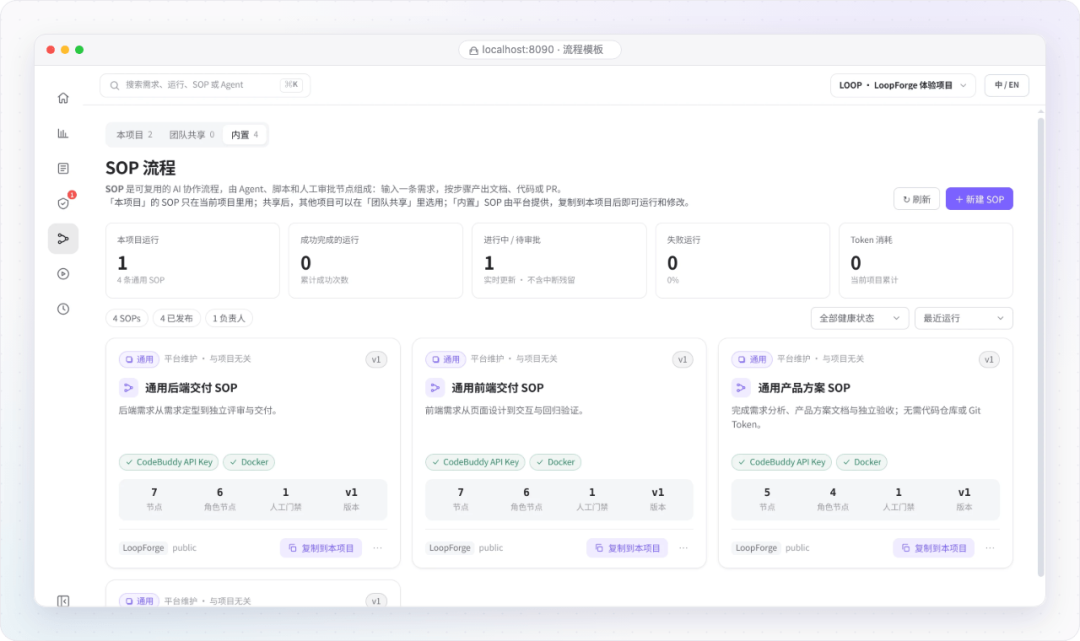 localhost:8090 · 流程模板
搜索需求、运行、SOP 或 Agent
⌘K
LOOP · LoopForge 体验项目
中 / EN
1
本项目 2
团队共享 0
内置 4
SOP 流程
SOP 是可复用的 AI 协作流程，由 Agent、脚本和人工审批节点组成：输入一条需求，按步骤产出文档、代码或 PR。
「本项目」的 SOP 只在当前项目里用；共享后，其他项目可以在「团队共享」里选用；「内置」SOP 由平台提供，复制到本项目后即可运行和修改。
↻ 刷新
+ 新建 SOP
本项目运行
1
4 条通用 SOP
成功完成的运行
0
累计成功次数
进行中 / 待审批
1
实时更新 · 不含中断残留
失败运行
0
0%
Token 消耗
0
当前项目累计
4 SOPs
4 已发布
1 负责人
全部健康状态
最近运行
通用
平台维护 · 与项目无关
v1
通用后端交付 SOP
后端需求从需求定型到独立评审与交付。
✓ CodeBuddy API Key
✓ Docker
7 6 1 v1
节点 角色节点 人工门禁 版本
LoopForge public
复制到本项目
···
通用
平台维护 · 与项目无关
v1
通用前端交付 SOP
前端需求从页面设计到交互与回归验证。
✓ CodeBuddy API Key
✓ Docker
7 6 1 v1
节点 角色节点 人工门禁 版本
LoopForge public
复制到本项目
···
通用
平台维护 · 与项目无关
v1
通用产品方案 SOP
完成需求分析、产品方案文档与独立验收；无需代码仓库或 Git
Token。
✓ CodeBuddy API Key
✓ Docker
5 4 1 v1
节点 角色节点 人工门禁 版本
LoopForge public
复制到本项目
···
通用
平台维护 · 与项目无关
v1